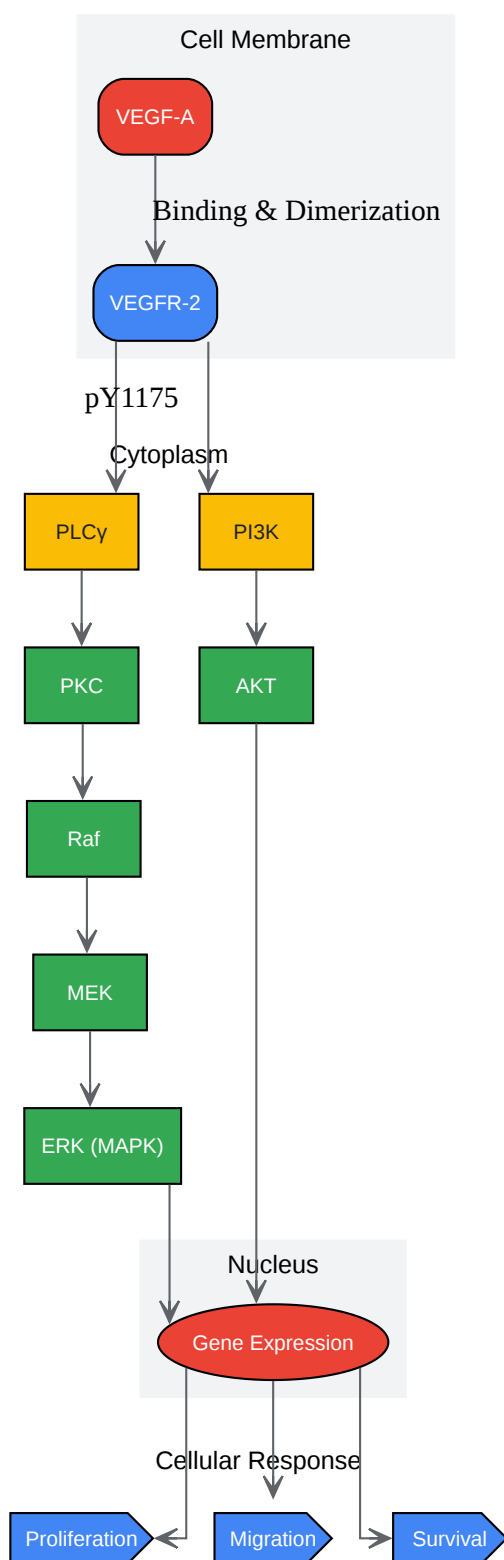 Cell Membrane
VEGF-A
Binding & Dimerization
VEGFR-2
pY1175
Cytoplasm
PLCγ
PI3K
PKC
AKT
Raf
MEK
ERK (MAPK)
Nucleus
Gene Expression
Cellular Response
Proliferation
Migration
Survival